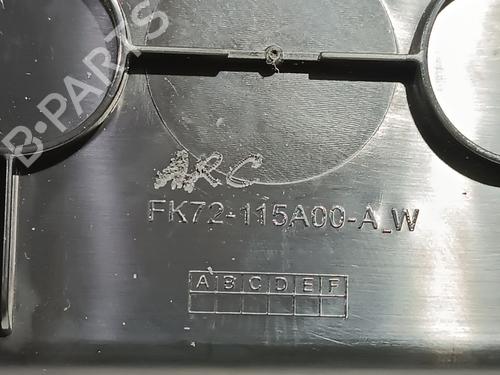 B-PARTS
ARC
FK72-115A00-A_W
A B C D E F